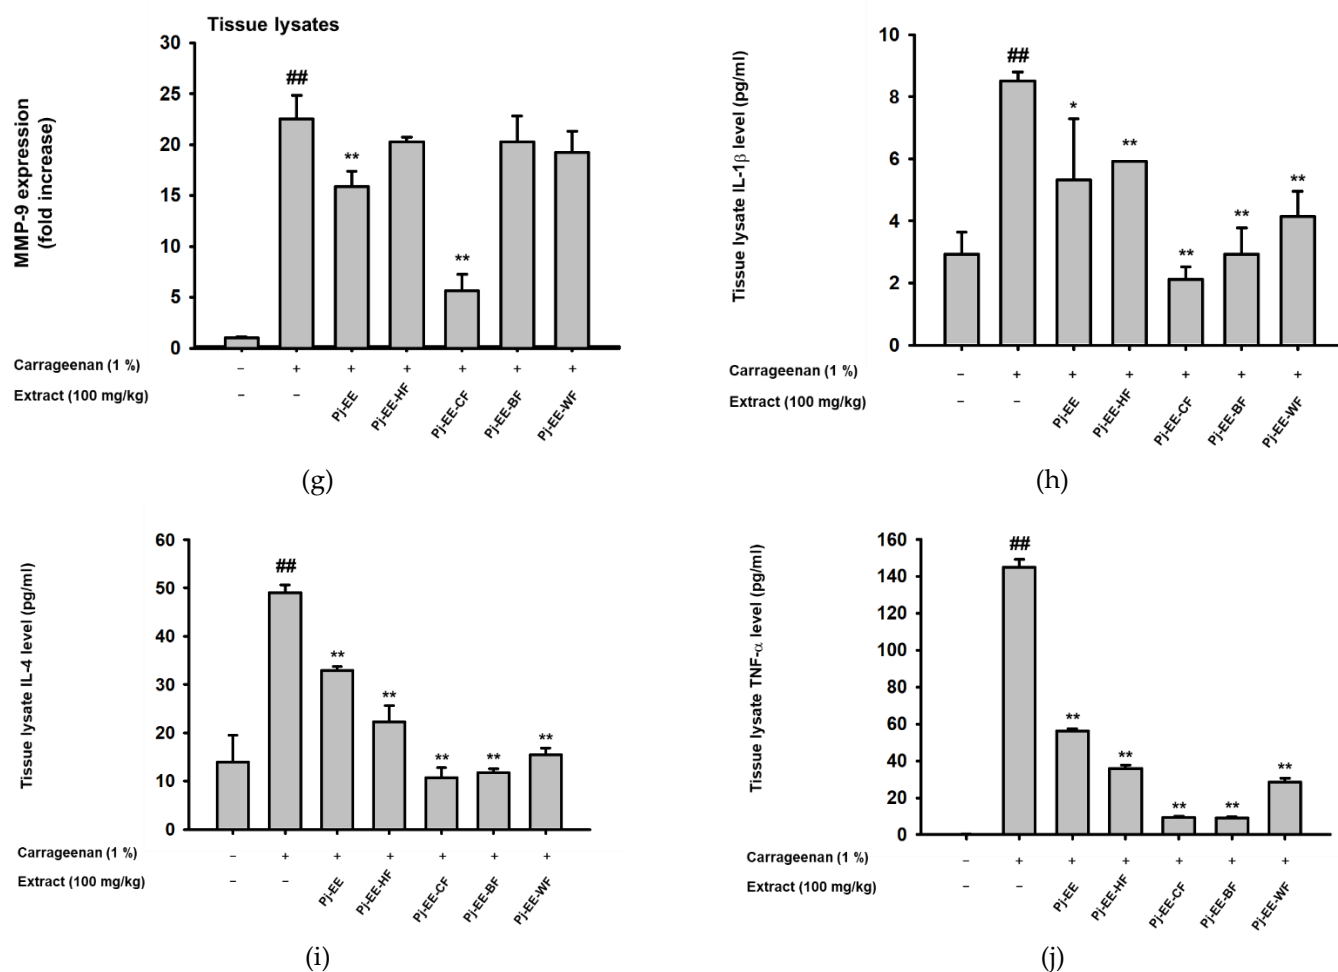 Tissue lysates
MMP-9 expression
(fold increase)
30
25
20
15
10
5
0
##
**
**
Carrageenan (1 %) − + + + + + +
Extract (100 mg/kg) − − Pj-EE Pj-EE-HF Pj-EE-CF Pj-EE-BF Pj-EE-WF
(g)
Tissue lysate IL-1β level (pg/ml)
10
8
6
4
2
0
##
*
**
**
**
**
Carrageenan (1 %) − + + + + + +
Extract (100 mg/kg) − − Pj-EE Pj-EE-HF Pj-EE-CF Pj-EE-BF Pj-EE-WF
(h)
Tissue lysate IL-4 level (pg/ml)
60
50
40
30
20
10
0
##
**
**
**
**
**
Carrageenan (1 %) − + + + + + +
Extract (100 mg/kg) − − Pj-EE Pj-EE-HF Pj-EE-CF Pj-EE-BF Pj-EE-WF
(i)
Tissue lysate TNF-α level (pg/ml)
160
140
120
100
80
60
40
20
0
##
**
**
**
**
**
Carrageenan (1 %) − + + + + + +
Extract (100 mg/kg) − − Pj-EE Pj-EE-HF Pj-EE-CF Pj-EE-BF Pj-EE-WF
(j)